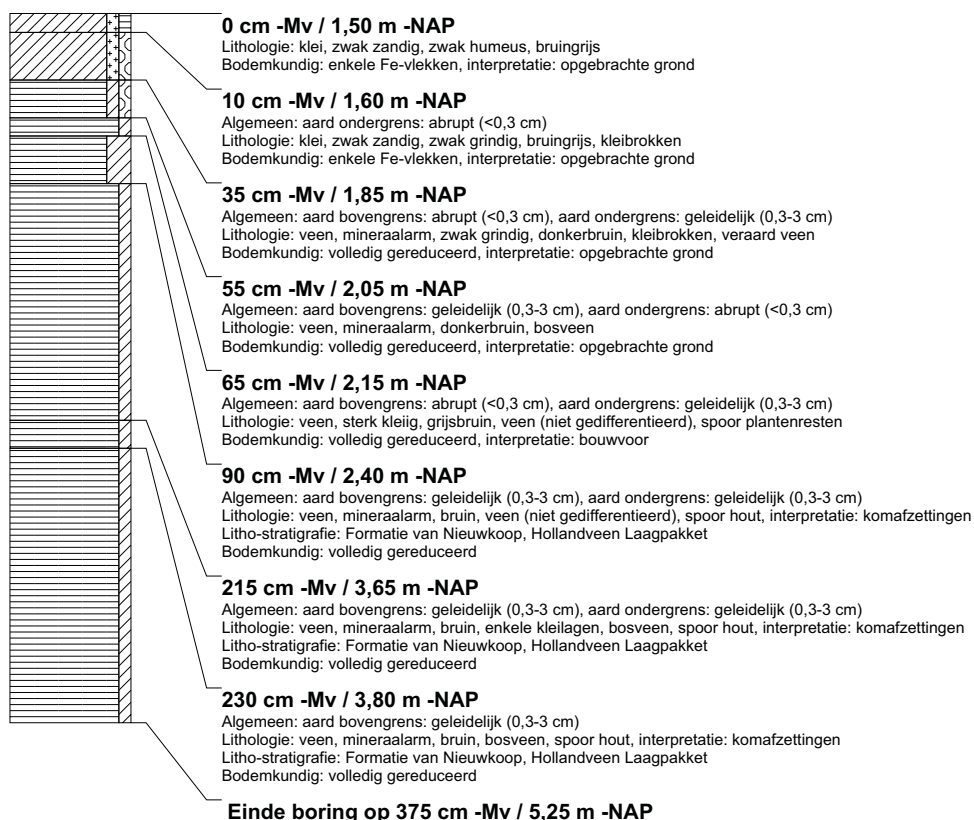 0 cm -Mv / 1,50 m -NAP
Lithologie: klei, zwak zandig, zwak humeus, bruingrijs
Bodemkundig: enkele Fe-vlekken, interpretatie: opgebrachte grond
10 cm -Mv / 1,60 m -NAP
Algemeen: aard ondergrens: abrupt (<0,3 cm)
Lithologie: klei, zwak zandig, zwak grindig, bruingrijs, kleibrokken
Bodemkundig: enkele Fe-vlekken, interpretatie: opgebrachte grond
35 cm -Mv / 1,85 m -NAP
Algemeen: aard bovengrens: abrupt (<0,3 cm), aard ondergrens: geleidelijk (0,3-3 cm)
Lithologie: veen, mineraalarm, zwak grindig, donkerbruin, kleibrokken, veraard veen
Bodemkundig: volledig gereduceerd, interpretatie: opgebrachte grond
55 cm -Mv / 2,05 m -NAP
Algemeen: aard bovengrens: geleidelijk (0,3-3 cm), aard ondergrens: abrupt (<0,3 cm)
Lithologie: veen, mineraalarm, donkerbruin, bosveen
Bodemkundig: volledig gereduceerd, interpretatie: opgebrachte grond
65 cm -Mv / 2,15 m -NAP
Algemeen: aard bovengrens: abrupt (<0,3 cm), aard ondergrens: geleidelijk (0,3-3 cm)
Lithologie: veen, sterk kleiig, grijsbruin, veen (niet gedifferentieerd), spoor plantenresten
Bodemkundig: volledig gereduceerd, interpretatie: bouwvoor
90 cm -Mv / 2,40 m -NAP
Algemeen: aard bovengrens: geleidelijk (0,3-3 cm), aard ondergrens: geleidelijk (0,3-3 cm)
Lithologie: veen, mineraalarm, bruin, veen (niet gedifferentieerd), spoor hout, interpretatie: komafzettingen
Litho-stratigrafie: Formatie van Nieuwkoop, Hollandveen Laagpakket
Bodemkundig: volledig gereduceerd
215 cm -Mv / 3,65 m -NAP
Algemeen: aard bovengrens: geleidelijk (0,3-3 cm), aard ondergrens: geleidelijk (0,3-3 cm)
Lithologie: veen, mineraalarm, bruin, enkele kleilagen, bosveen, spoor hout, interpretatie: komafzettingen
Litho-stratigrafie: Formatie van Nieuwkoop, Hollandveen Laagpakket
Bodemkundig: volledig gereduceerd
230 cm -Mv / 3,80 m -NAP
Algemeen: aard bovengrens: geleidelijk (0,3-3 cm)
Lithologie: veen, mineraalarm, bruin, bosveen, spoor hout, interpretatie: komafzettingen
Litho-stratigrafie: Formatie van Nieuwkoop, Hollandveen Laagpakket
Bodemkundig: volledig gereduceerd
Einde boring op 375 cm -Mv / 5,25 m -NAP